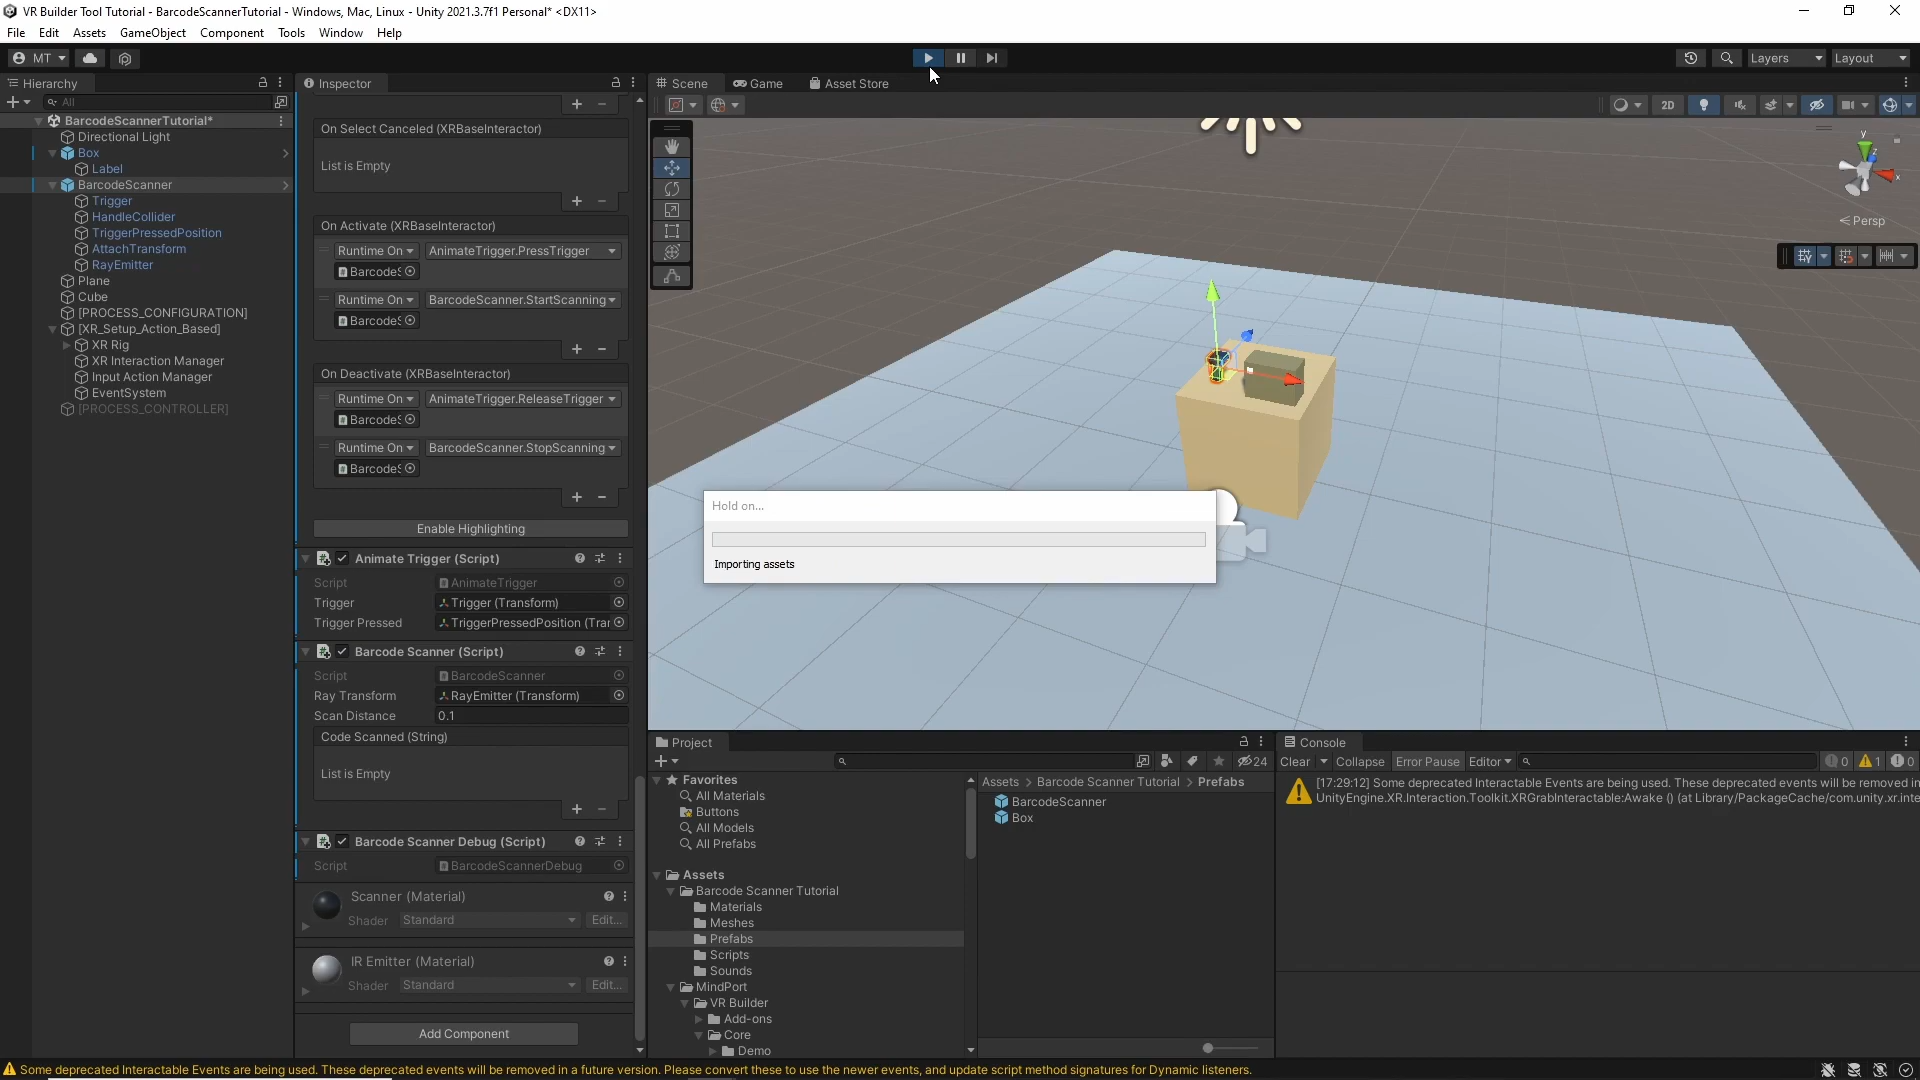 VR Builder Tool Tutorial - BarcodeScannerTutorial - Windows, Mac, Linux - Unity 2021.3.7f1 Personal* <DX11>
File Edit Assets GameObject Component Tools Window Help
MT Layers Layout
Hierarchy
All
BarcodeScannerTutorial*
Directional Light
Box
Label
BarcodeScanner
Trigger
HandleCollider
TriggerPressedPosition
AttachTransform
RayEmitter
Plane
Cube
[PROCESS_CONFIGURATION]
[XR_Setup_Action_Based]
XR Rig
XR Interaction Manager
Input Action Manager
EventSystem
[PROCESS_CONTROLLER]
Inspector
On Select Canceled (XRBaseInteractor)
List is Empty
On Activate (XRBaseInteractor)
Runtime On AnimateTrigger.PressTrigger
BarcodeS
Runtime On BarcodeScanner.StartScanning
BarcodeS
On Deactivate (XRBaseInteractor)
Runtime On AnimateTrigger.ReleaseTrigger
BarcodeS
Runtime On BarcodeScanner.StopScanning
BarcodeS
Enable Highlighting
Animate Trigger (Script)
Script AnimateTrigger
Trigger Trigger (Transform)
Trigger Pressed TriggerPressedPosition (Tran
Barcode Scanner (Script)
Script BarcodeScanner
Ray Transform RayEmitter (Transform)
Scan Distance 0.1
Code Scanned (String)
List is Empty
Barcode Scanner Debug (Script)
Script BarcodeScannerDebug
Scanner (Material)
Shader Standard Edit...
IR Emitter (Material)
Shader Standard Edit...
Add Component
Scene Game Asset Store
2D
y
z
x
Persp
Hold on...
Importing assets
Project
24
Favorites
All Materials
Buttons
All Models
All Prefabs
Assets
Barcode Scanner Tutorial
Materials
Meshes
Prefabs
Scripts
Sounds
MindPort
VR Builder
Add-ons
Core
Demo
Assets > Barcode Scanner Tutorial > Prefabs
BarcodeScanner
Box
Console
Clear Collapse Error Pause Editor 0 1 0
[17:29:12] Some deprecated Interactable Events are being used. These deprecated events will be removed in
UnityEngine.XR.Interaction.Toolkit.XRGrabInteractable:Awake () (at Library/PackageCache/com.unity.xr.inte
Some deprecated Interactable Events are being used. These deprecated events will be removed in a future version. Please convert these to use the newer events, and update script method signatures for Dynamic listeners.